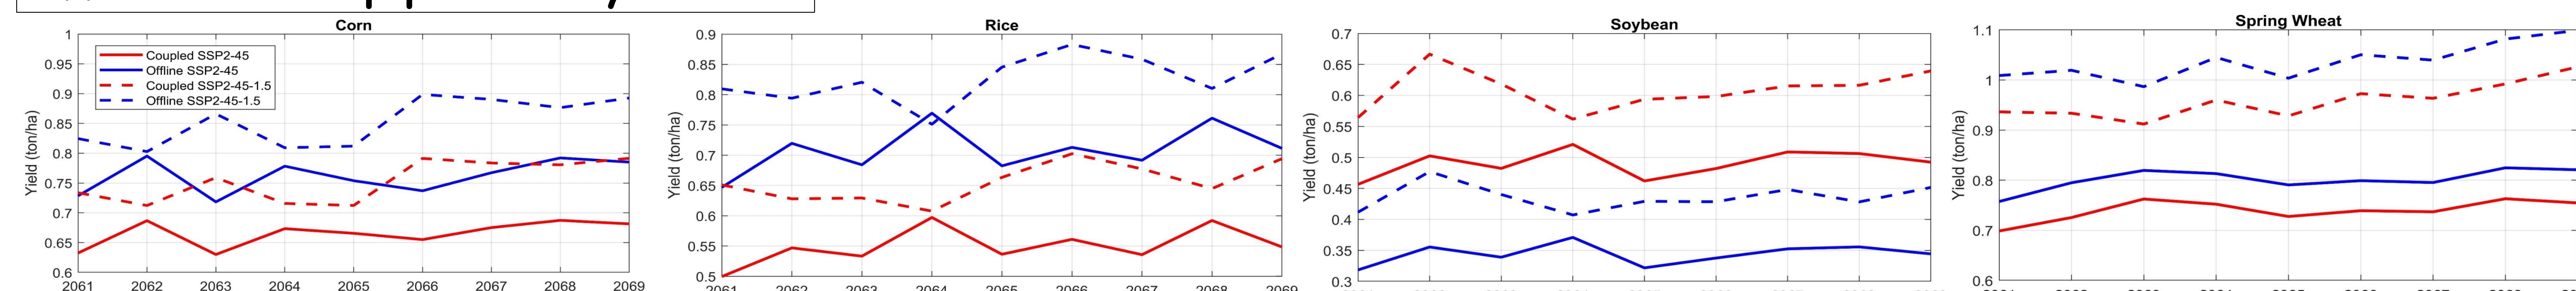 Corn
Yield (ton/ha)
1
0.95
0.9
0.85
0.8
0.75
0.7
0.65
0.6
Coupled SSP2-45
Offline SSP2-45
Coupled SSP2-45-1.5
Offline SSP2-45-1.5
2061 2062 2063 2064 2065 2066 2067 2068 2069
Rice
Yield (ton/ha)
0.9
0.85
0.8
0.75
0.7
0.65
0.6
0.55
0.5
2061 2062 2063 2064 2065 2066 2067 2068 2069
Soybean
Yield (ton/ha)
0.7
0.65
0.6
0.55
0.5
0.45
0.4
0.35
0.3
Spring Wheat
Yield (ton/ha)
1.1
1
0.9
0.8
0.7
0.6